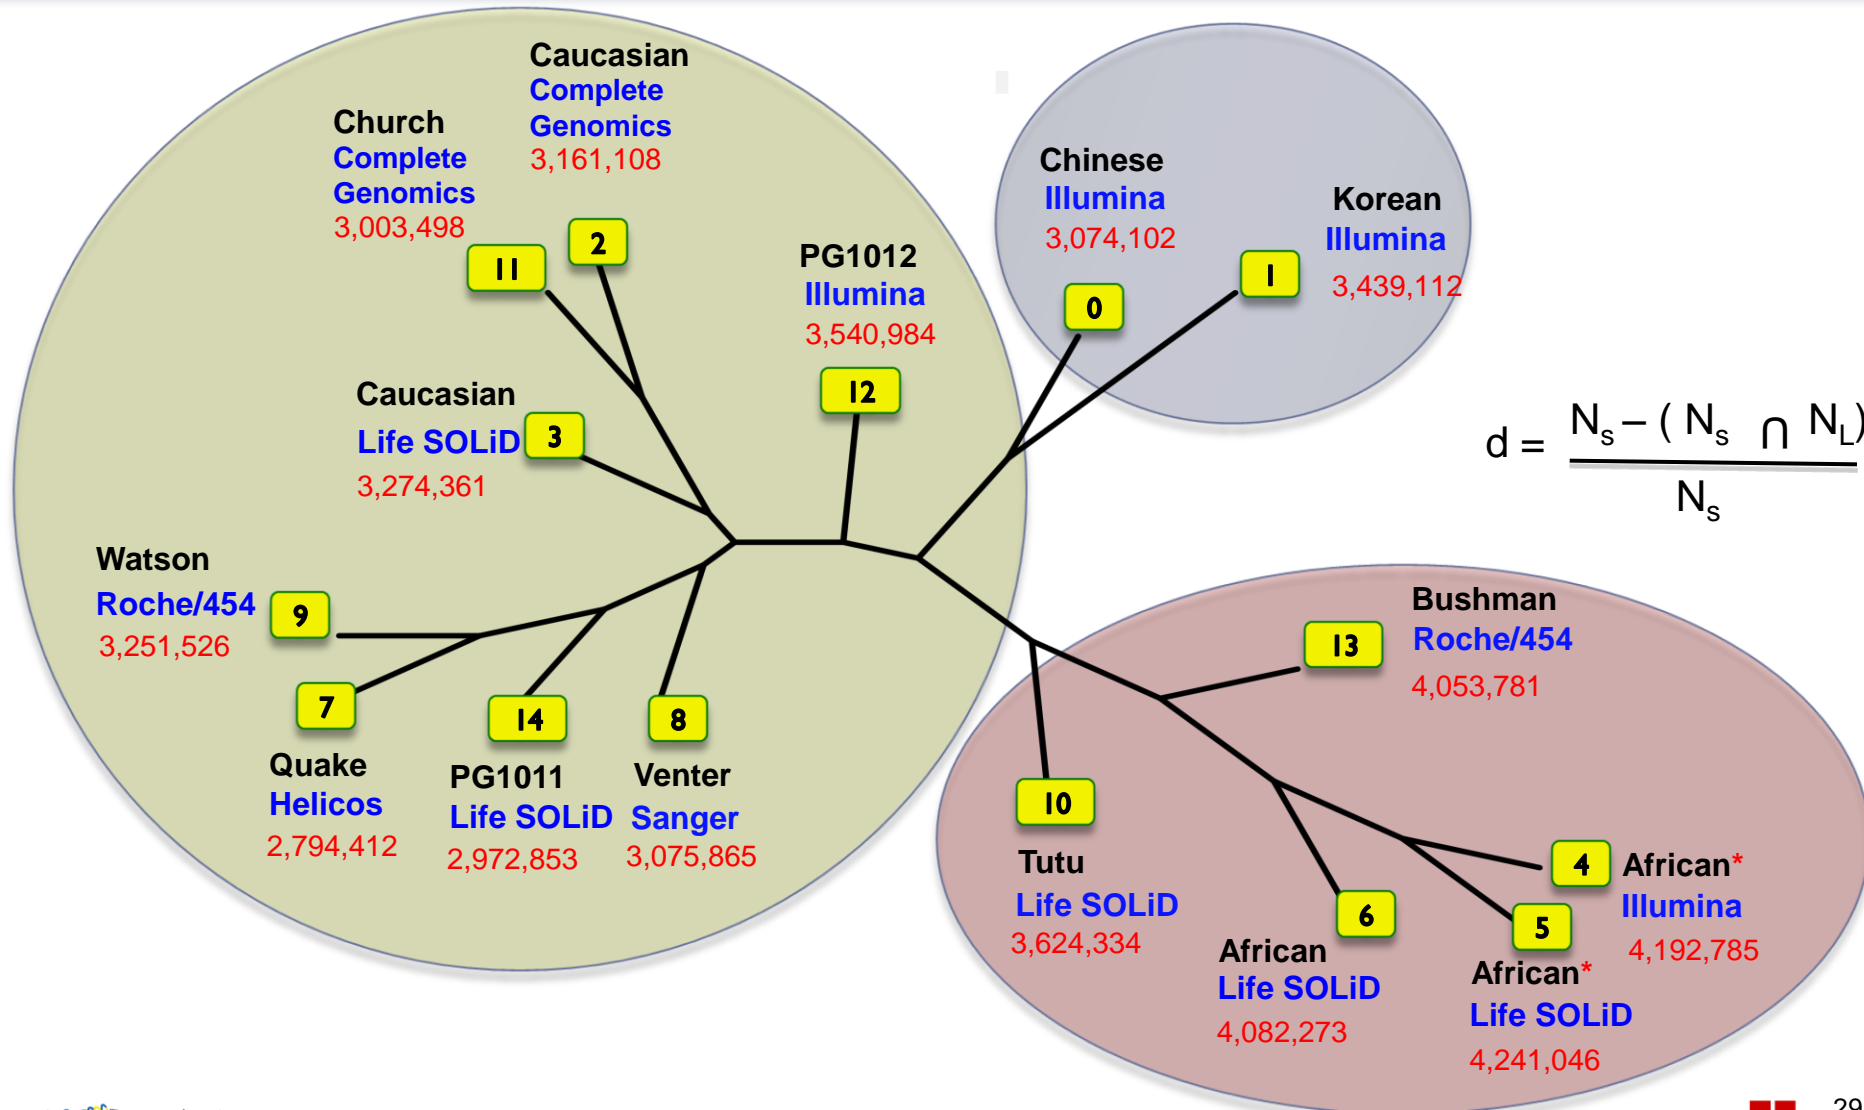 Caucasian
Complete
Genomics
3,161,108
Church
Complete
Genomics
3,003,498
11
2
PG1012
Illumina
3,540,984
12
Caucasian
Life SOLiD
3
3,274,361
Watson
Roche/454
9
3,251,526
7
Quake
Helicos
2,794,412
14
PG1011
Life SOLiD
2,972,853
8
Venter
Sanger
3,075,865
Chinese
Illumina
3,074,102
0
Korean
Illumina
3,439,112
1
d = Ns – ( Ns ∩ NL)
Ns
Bushman
Roche/454
4,053,781
13
10
Tutu
Life SOLiD
3,624,334
6
African
Life SOLiD
4,082,273
4
African*
Illumina
4,192,785
5
African*
Life SOLiD
4,241,046
29